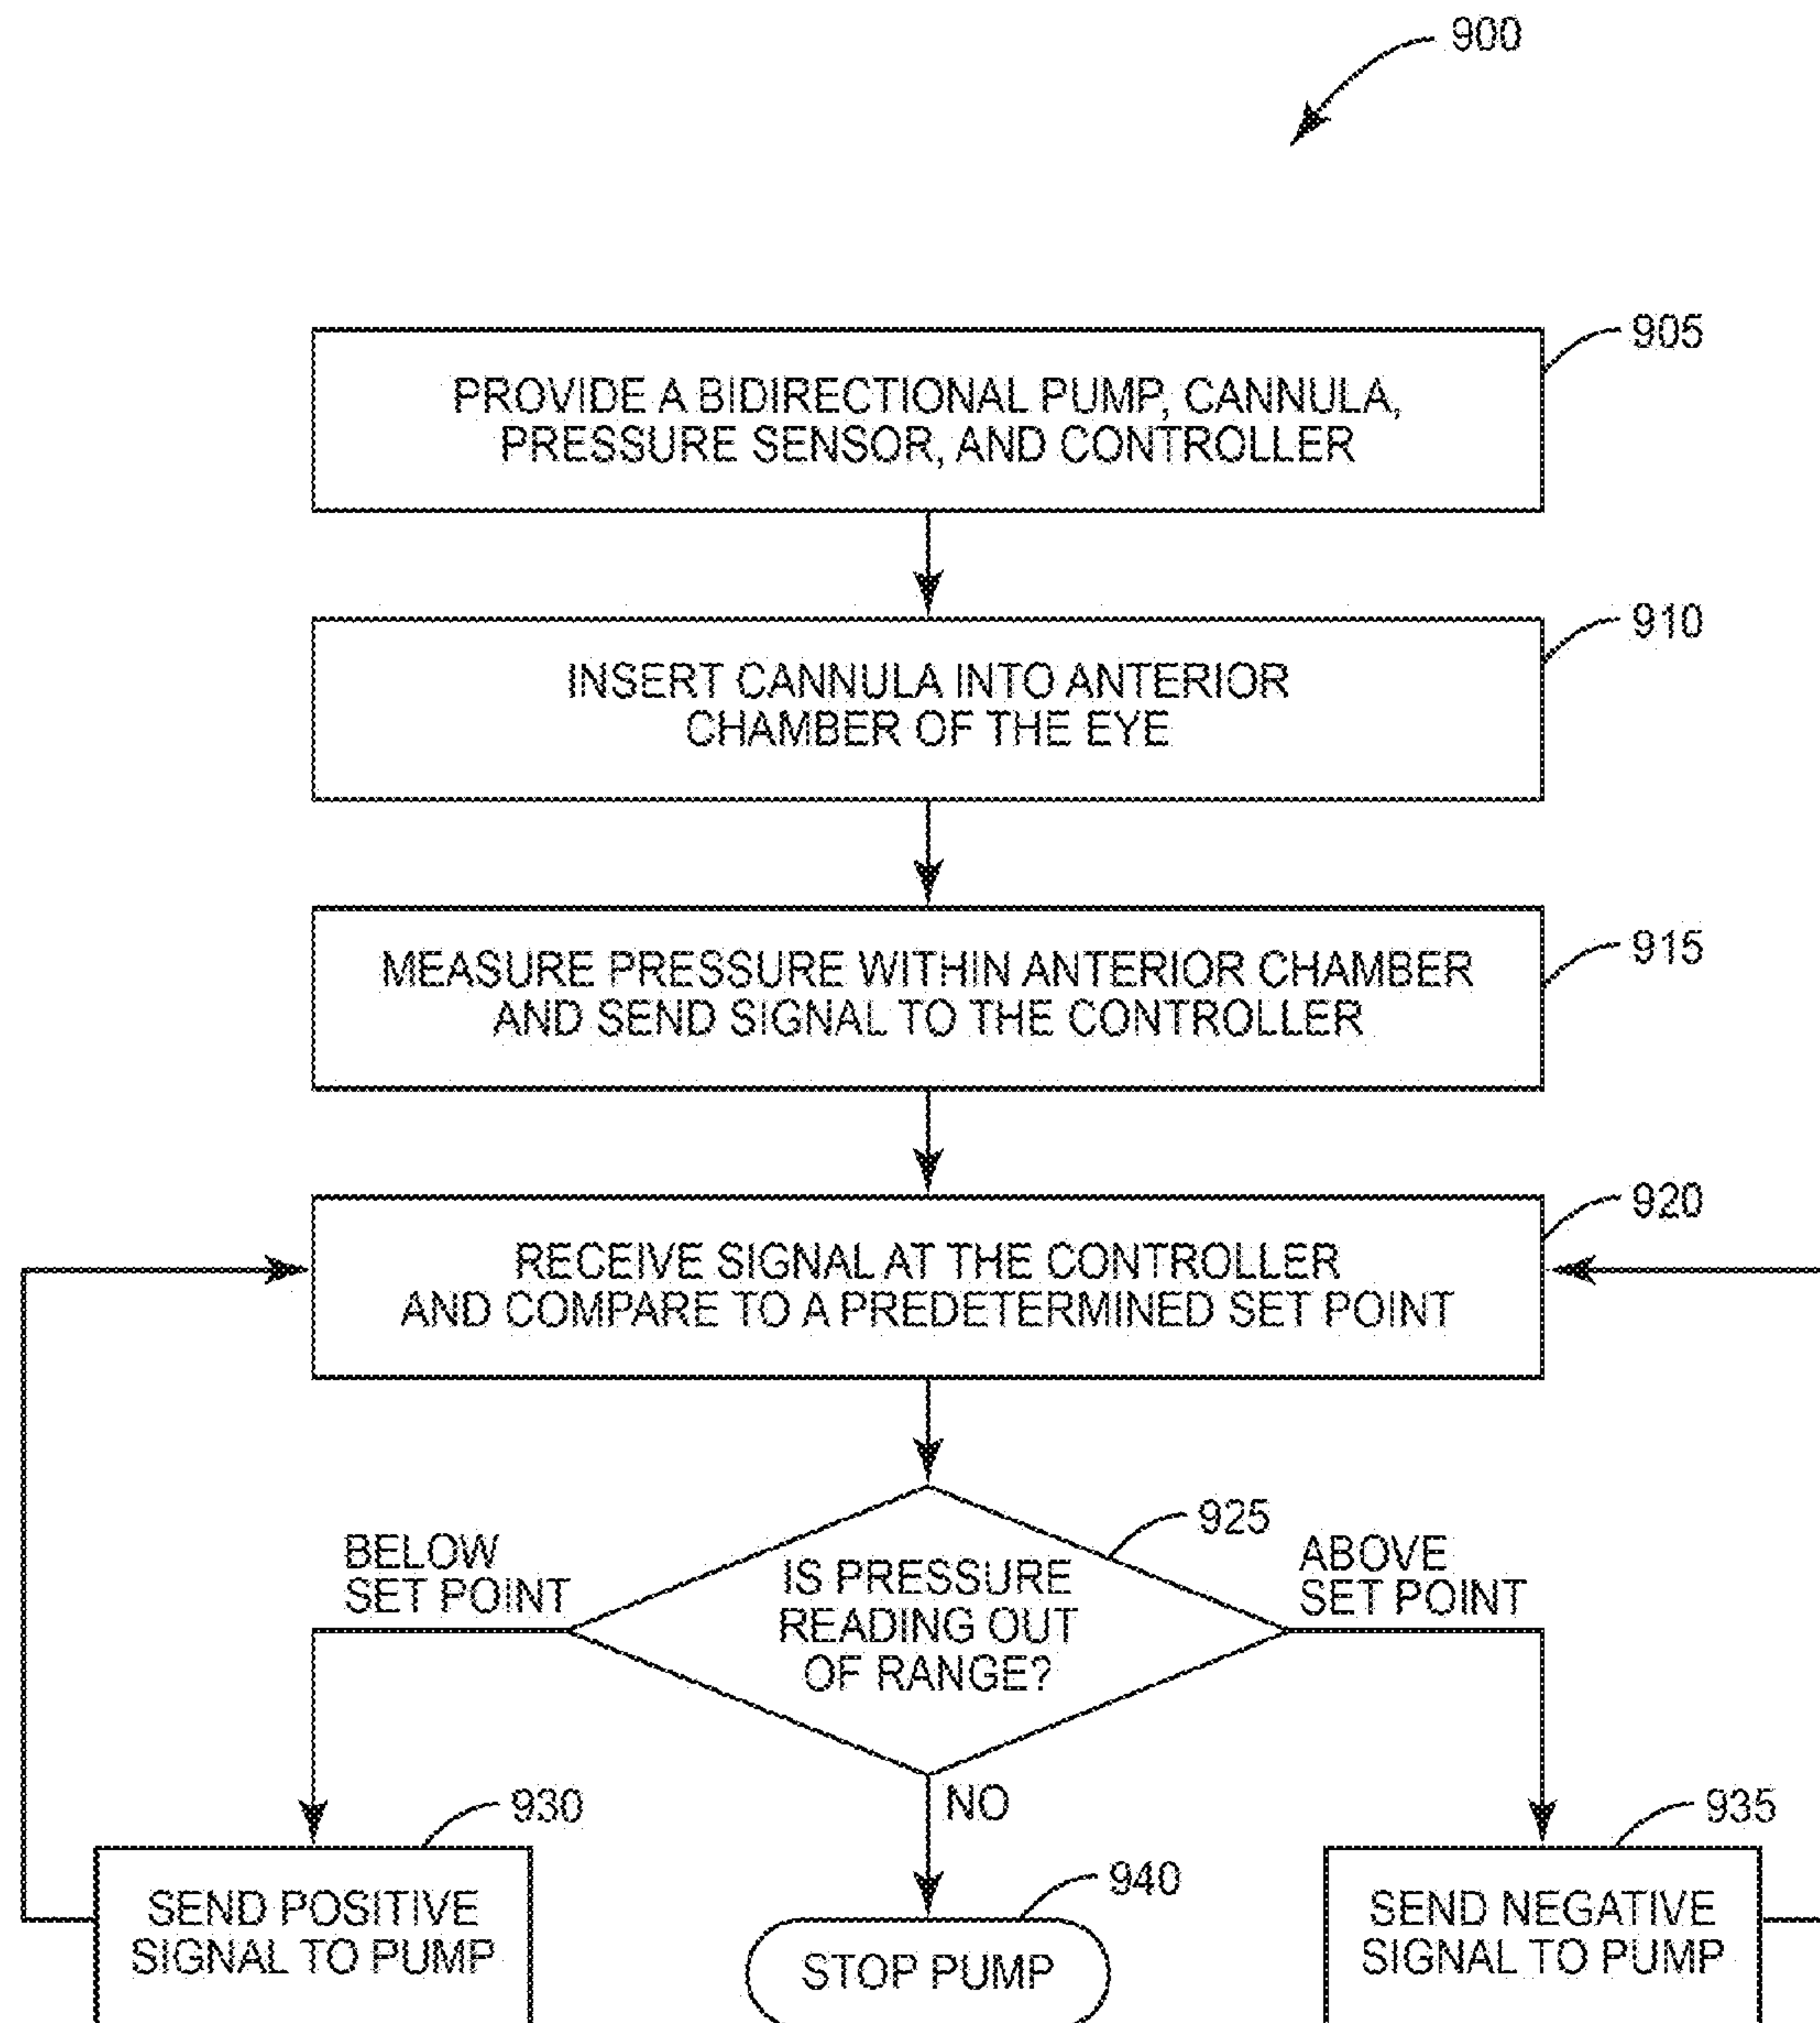 900
905
PROVIDE A BIDIRECTIONAL PUMP, CANNULA,
PRESSURE SENSOR, AND CONTROLLER
910
INSERT CANNULA INTO ANTERIOR
CHAMBER OF THE EYE
915
MEASURE PRESSURE WITHIN ANTERIOR CHAMBER
AND SEND SIGNAL TO THE CONTROLLER
920
RECEIVE SIGNAL AT THE CONTROLLER
AND COMPARE TO A PREDETERMINED SET POINT
925
BELOW
SET POINT
IS PRESSURE
READING OUT
OF RANGE?
ABOVE
SET POINT
NO
930
SEND POSITIVE
SIGNAL TO PUMP
940
STOP PUMP
935
SEND NEGATIVE
SIGNAL TO PUMP